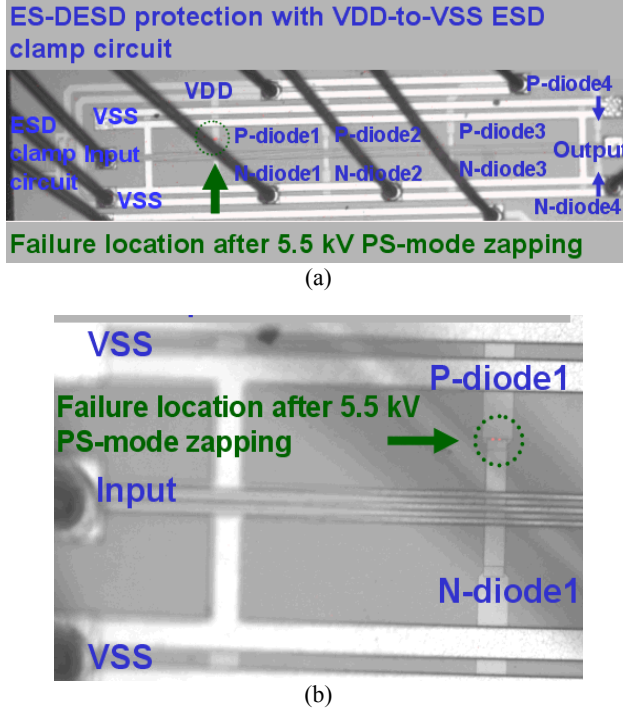 ES-DESD protection with VDD-to-VSS ESD
clamp circuit
VDD
P-diode4
VSS
ESD
clamp
circuit
Input
P-diode1
P-diode2
P-diode3
Output
N-diode1
N-diode2
N-diode3
VSS
N-diode4
Failure location after 5.5 kV PS-mode zapping
(a)
VSS
P-diode1
Failure location after 5.5 kV
PS-mode zapping
Input
N-diode1
VSS
(b)